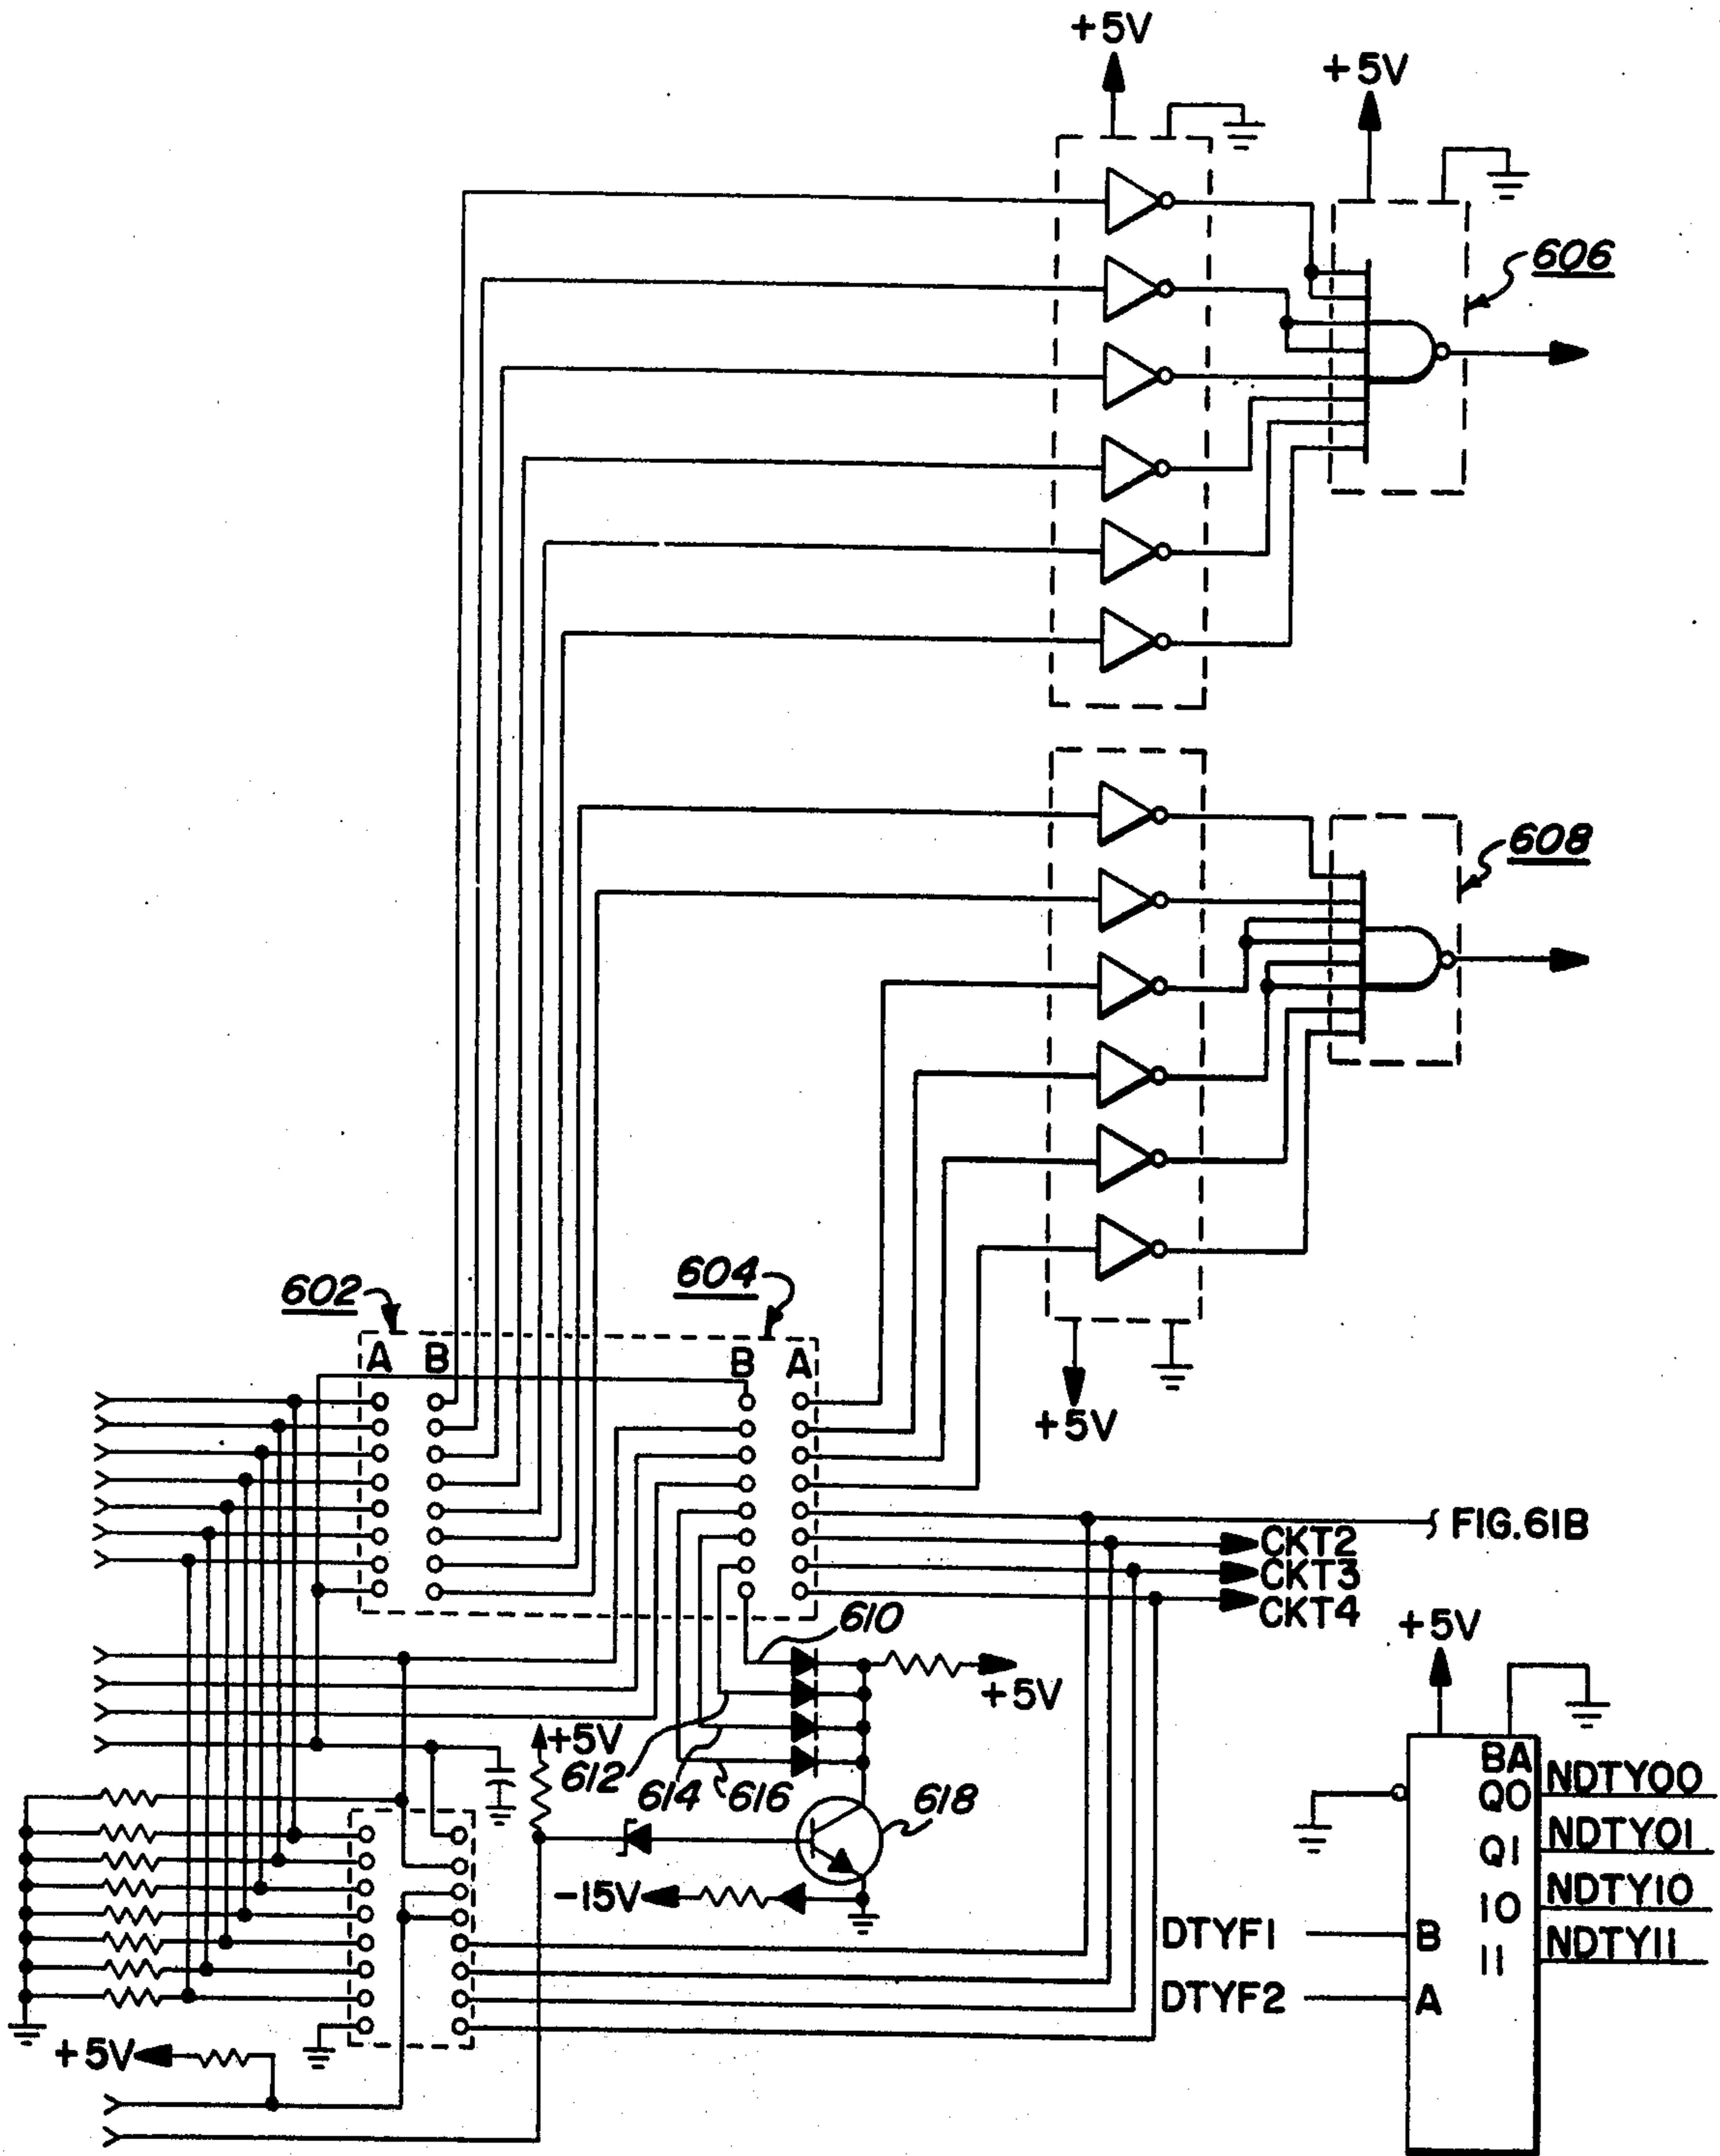 +5V
+5V
606
608
602
604
A B
B A
+5V
FIG.61B
CKT2
CKT3
CKT4
610
+5V
+5V
+5V
612
614
616
618
-15V
BA
Q0
NDTY00
Q1
NDTY01
10
NDTY10
11
NDTY11
DTYF1
B
DTYF2
A
+5V